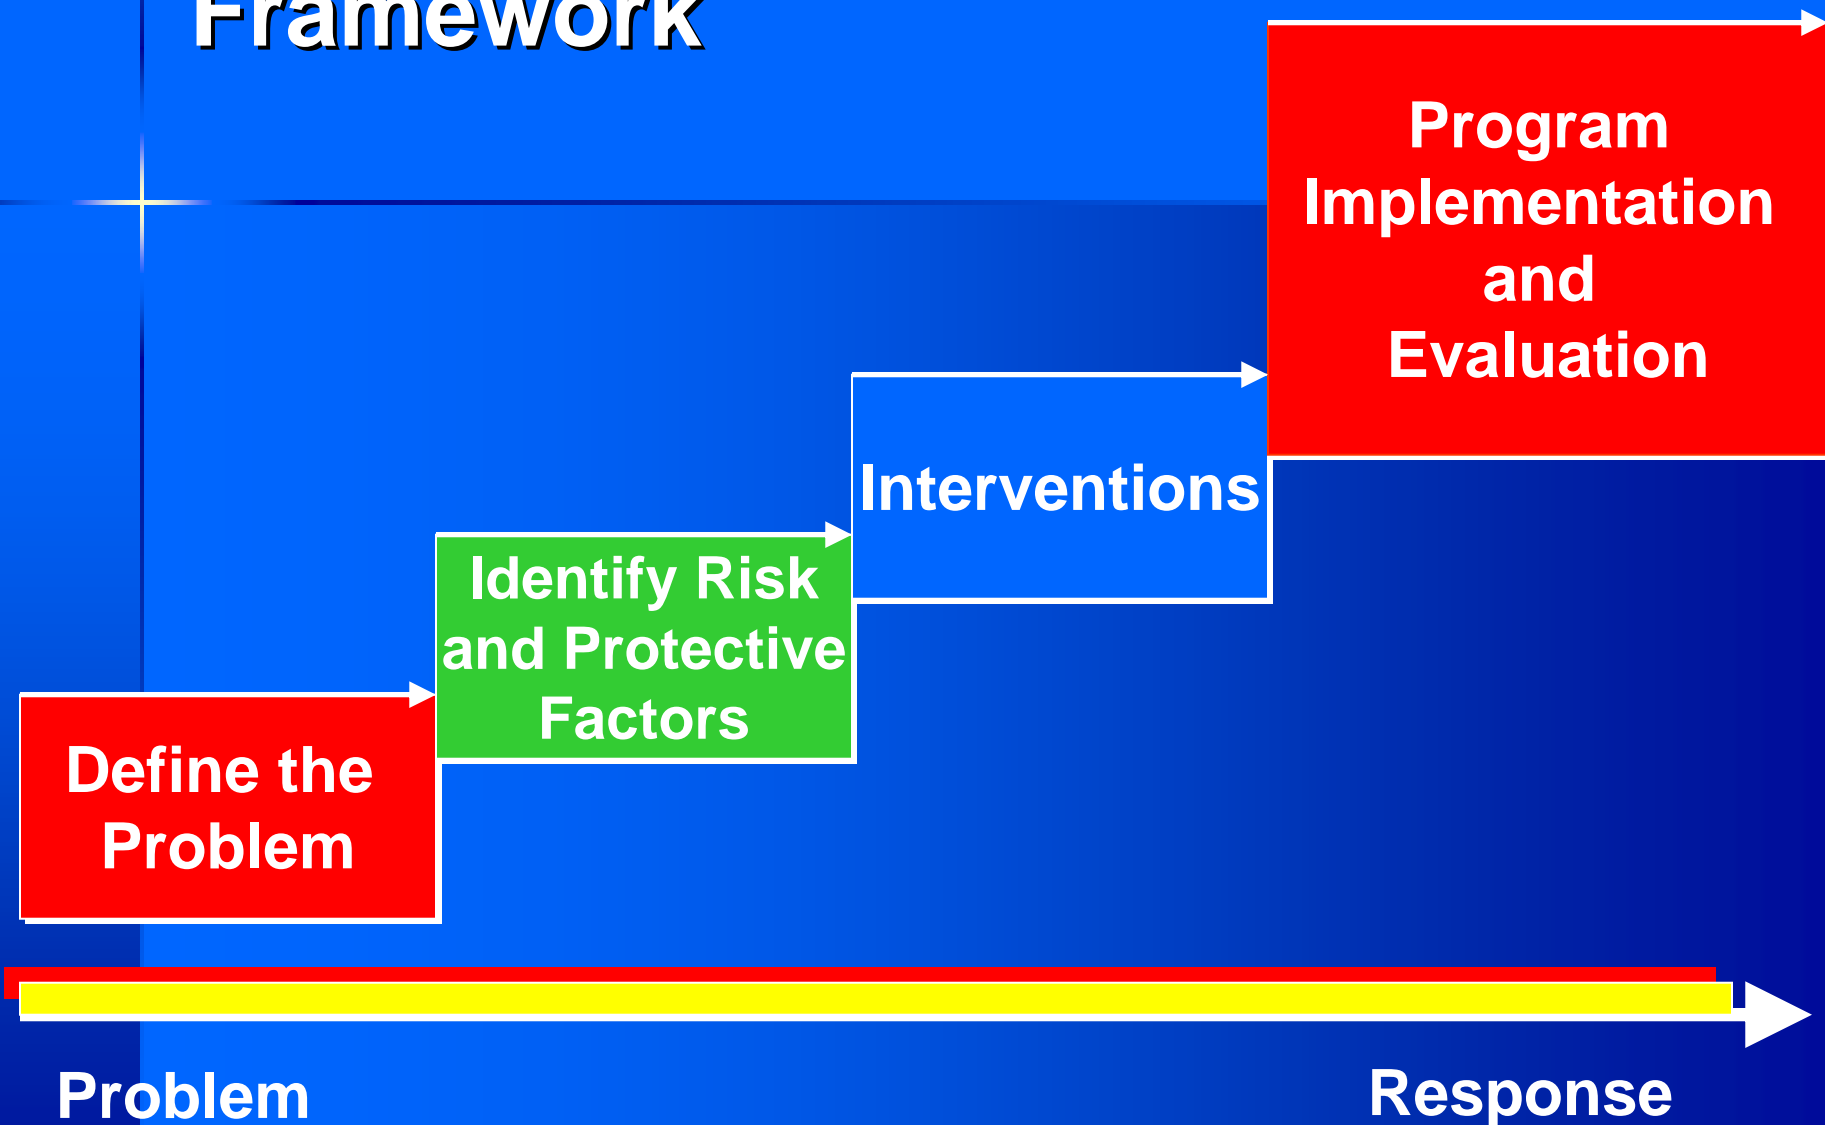 Framework
Program
Implementation
and
Evaluation
Interventions
Identify Risk
and Protective
Factors
Define the
Problem
Problem
Response